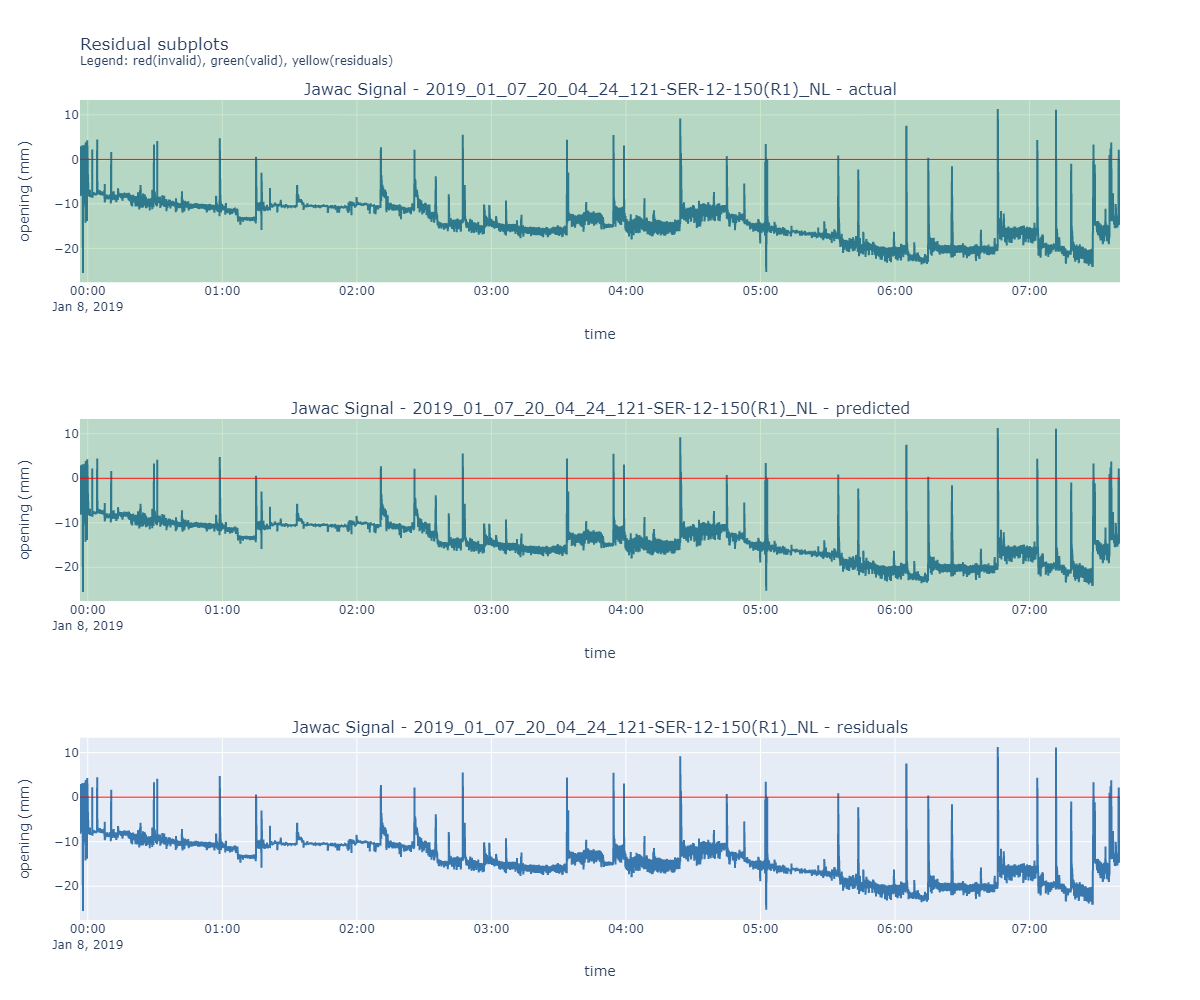 Residual subplots
Legend: red(invalid), green(valid), yellow(residuals)
Jawac Signal - 2019_01_07_20_04_24_121-SER-12-150(R1)_NL - actual
10
0
−10
−20
opening (mm)
00:00 01:00 02:00 03:00 04:00 05:00 06:00 07:00
Jan 8, 2019
time
Jawac Signal - 2019_01_07_20_04_24_121-SER-12-150(R1)_NL - predicted
10
0
−10
−20
opening (mm)
00:00 01:00 02:00 03:00 04:00 05:00 06:00 07:00
Jan 8, 2019
time
Jawac Signal - 2019_01_07_20_04_24_121-SER-12-150(R1)_NL - residuals
10
0
−10
−20
opening (mm)
00:00 01:00 02:00 03:00 04:00 05:00 06:00 07:00
Jan 8, 2019
time